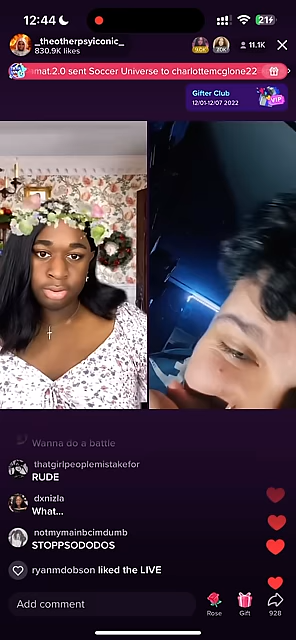 12:44
21
_theotherpsyiconic_
830.9K likes
11.1K
mat.2.0 sent Soccer Universe to charlottemcglone22
Gifter Club
12/01-12/07 2022
VIP
Wanna do a battle
thatgirlpeoplemistakefor
RUDE
dxnizla
What...
notmymainbcimdumb
STOPPSODODOS
ryanmdobson liked the LIVE
Add comment
Rose
Gift
928